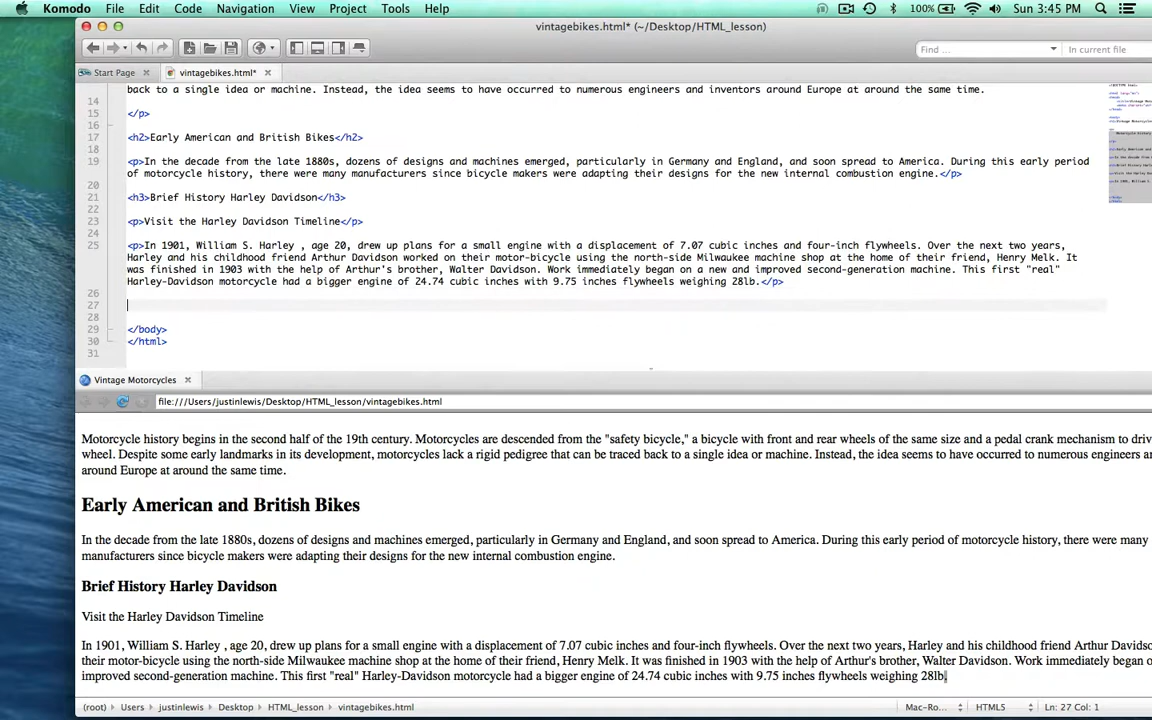 Komodo File Edit Code Navigation View Project Tools Help 100% Sun 3:45 PM
vintagebikes.html* (~/Desktop/HTML_lesson)
Find ... In current file
Start Page vintagebikes.html*
back to a single idea or machine. Instead, the idea seems to have occurred to numerous engineers and inventors around Europe at around the same time.
14
15 </p>
16
17 <h2>Early American and British Bikes</h2>
18
19 <p>In the decade from the late 1880s, dozens of designs and machines emerged, particularly in Germany and England, and soon spread to America. During this early period
of motorcycle history, there were many manufacturers since bicycle makers were adapting their designs for the new internal combustion engine.</p>
20
21 <h3>Brief History Harley Davidson</h3>
22
23 <p>Visit the Harley Davidson Timeline</p>
24
25 <p>In 1901, William S. Harley , age 20, drew up plans for a small engine with a displacement of 7.07 cubic inches and four-inch flywheels. Over the next two years,
Harley and his childhood friend Arthur Davidson worked on their motor-bicycle using the north-side Milwaukee machine shop at the home of their friend, Henry Melk. It
was finished in 1903 with the help of Arthur's brother, Walter Davidson. Work immediately began on a new and improved second-generation machine. This first "real"
Harley-Davidson motorcycle had a bigger engine of 24.74 cubic inches with 9.75 inches flywheels weighing 28lb.</p>
26
27
28
29 </body>
30 </html>
31
Vintage Motorcycles
file:///Users/justinlewis/Desktop/HTML_lesson/vintagebikes.html
Motorcycle history begins in the second half of the 19th century. Motorcycles are descended from the "safety bicycle," a bicycle with front and rear wheels of the same size and a pedal crank mechanism to driv
wheel. Despite some early landmarks in its development, motorcycles lack a rigid pedigree that can be traced back to a single idea or machine. Instead, the idea seems to have occurred to numerous engineers an
around Europe at around the same time.
Early American and British Bikes
In the decade from the late 1880s, dozens of designs and machines emerged, particularly in Germany and England, and soon spread to America. During this early period of motorcycle history, there were many
manufacturers since bicycle makers were adapting their designs for the new internal combustion engine.
Brief History Harley Davidson
Visit the Harley Davidson Timeline
In 1901, William S. Harley , age 20, drew up plans for a small engine with a displacement of 7.07 cubic inches and four-inch flywheels. Over the next two years, Harley and his childhood friend Arthur Davidso
their motor-bicycle using the north-side Milwaukee machine shop at the home of their friend, Henry Melk. It was finished in 1903 with the help of Arthur's brother, Walter Davidson. Work immediately began o
improved second-generation machine. This first "real" Harley-Davidson motorcycle had a bigger engine of 24.74 cubic inches with 9.75 inches flywheels weighing 28lb.
(root) Users justinlewis Desktop HTML_lesson vintagebikes.html Mac-Ro... HTML5 Ln: 27 Col: 1